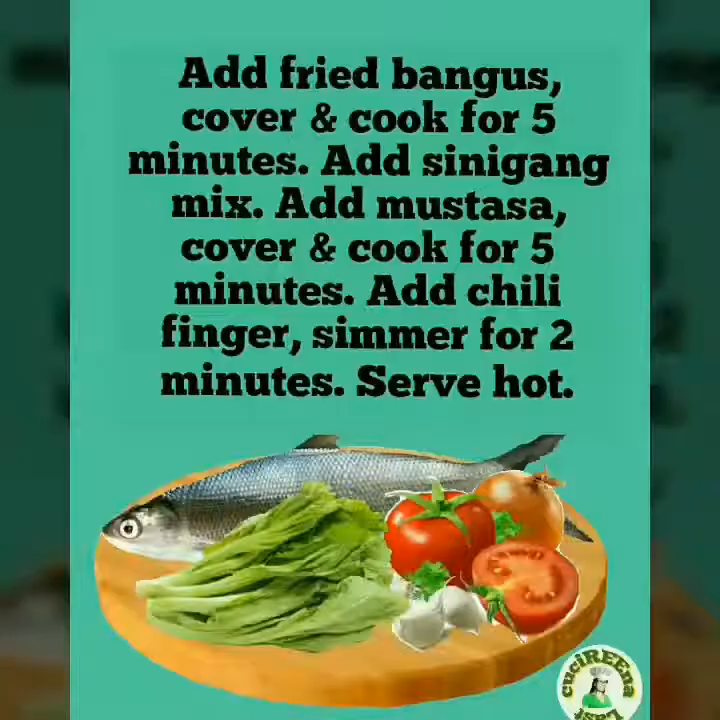 Add fried bangus,
cover & cook for 5
minutes. Add sinigang
mix. Add mustasa,
cover & cook for 5
minutes. Add chili
finger, simmer for 2
minutes. Serve hot.
cuciREEna